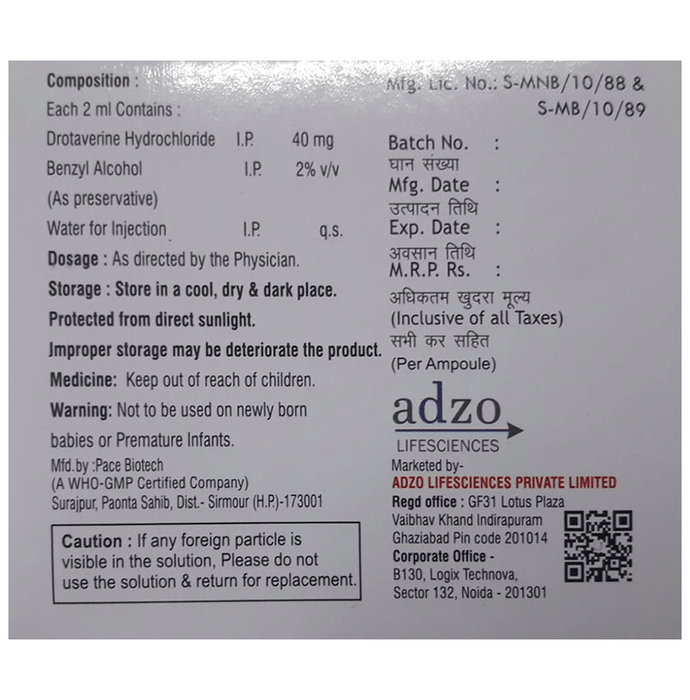 Composition :
Each 2 ml Contains :
Drotaverine Hydrochloride I.P. 40 mg
Benzyl Alcohol I.P. 2% v/v
(As preservative)
Water for Injection I.P. q.s.
Dosage : As directed by the Physician.
Storage : Store in a cool, dry & dark place.
Protected from direct sunlight.
Improper storage may be deteriorate the product.
Medicine: Keep out of reach of children.
Warning: Not to be used on newly born
babies or Premature Infants.
Mfd.by :Pace Biotech
(A WHO-GMP Certified Company)
Surajpur, Paonta Sahib, Dist.- Sirmour (H.P.)-173001
Caution : If any foreign particle is
visible in the solution, Please do not
use the solution & return for replacement.
Mfg. Lic. No.: S-MNB/10/88 &
S-MB/10/89
Batch No. :
घान संख्या
Mfg. Date :
उत्पादन तिथि
Exp. Date :
अवसान तिथि
M.R.P. Rs. :
अधिकतम खुदरा मूल्य
(Inclusive of all Taxes)
सभी कर सहित
(Per Ampoule)
adzo
LIFESCIENCES
Marketed by-
ADZO LIFESCIENCES PRIVATE LIMITED
Regd office : GF31 Lotus Plaza
Vaibhav Khand Indirapuram
Ghaziabad Pin code 201014
Corporate Office -
B130, Logix Technova,
Sector 132, Noida - 201301